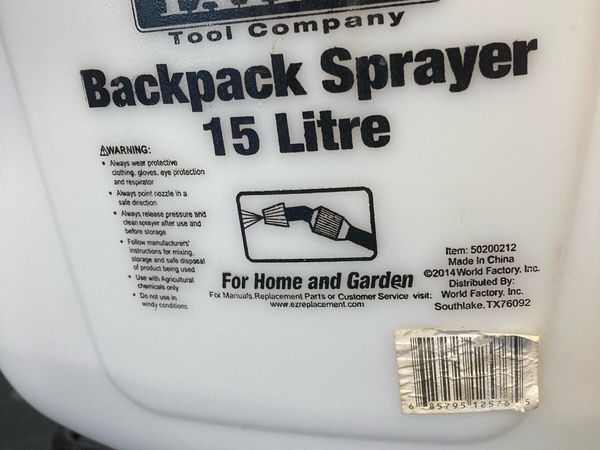 Tool Company
Backpack Sprayer
15 Litre
WARNING:
• Always wear protective
clothing, gloves, eye protection
and respirator
• Always point nozzle in a
safe direction
• Always release pressure and
clean sprayer after use and
before storage
• Follow manufacturers'
instructions for mixing,
storage and safe disposal
of product being used
• Use with Agricultural
chemicals only
• Do not use in
windy conditions
For Home and Garden
For Manuals,Replacement Parts or Customer Service visit:
www.ezreplacement.com
Item: 50200212
Made In China
©2014 World Factory, Inc.
Distributed By:
World Factory, Inc.
Southlake, TX76092
6 85795 12576 5